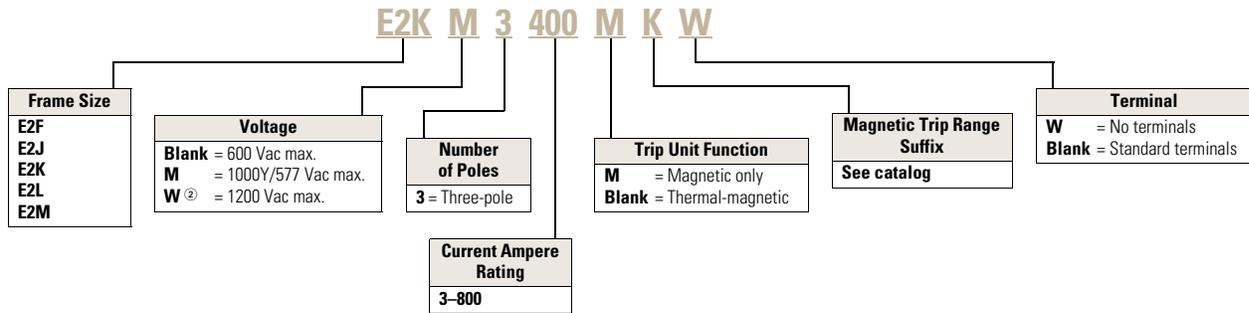 E2K M 3 400 M K W
Frame Size
E2F
E2J
E2K
E2L
E2M
Voltage
Blank = 600 Vac max.
M = 1000Y/577 Vac max.
W ② = 1200 Vac max.
Number
of Poles
3 = Three-pole
Current Ampere
Rating
3–800
Trip Unit Function
M = Magnetic only
Blank = Thermal-magnetic
Magnetic Trip Range
Suffix
See catalog
Terminal
W = No terminals
Blank = Standard terminals